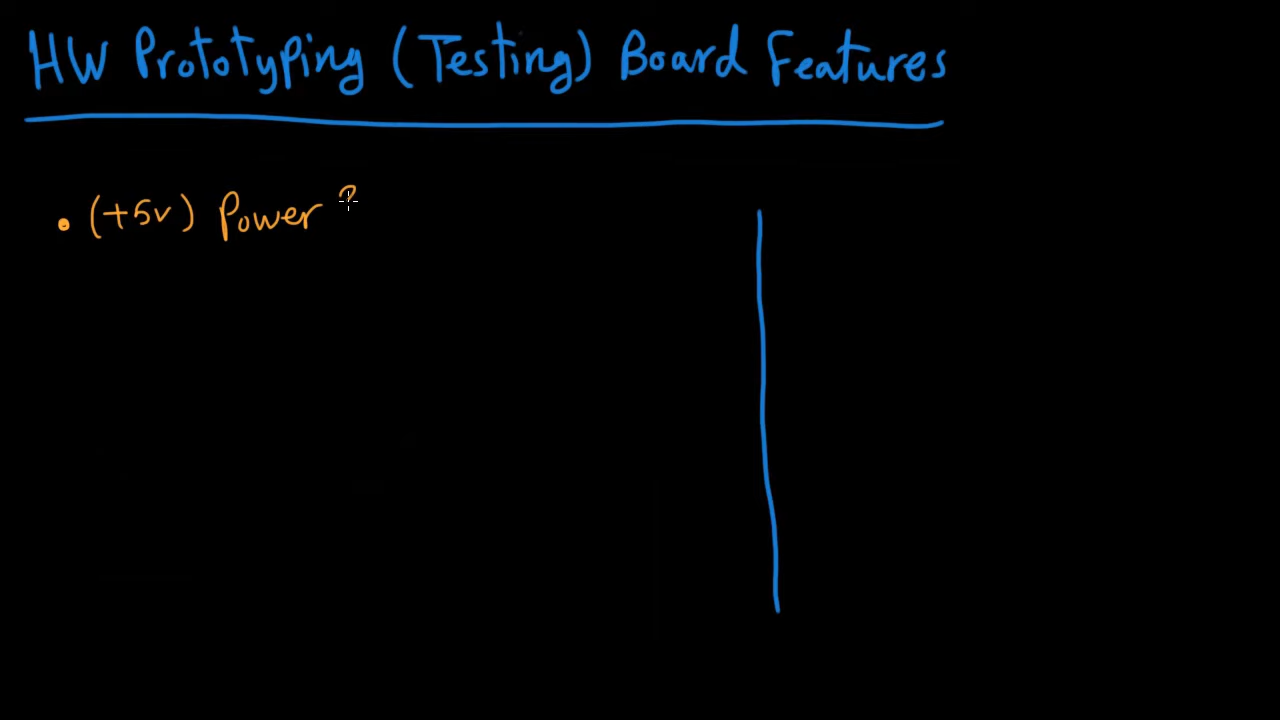 HW Prototyping (Testing) Board Features
• (+5v) Power ?